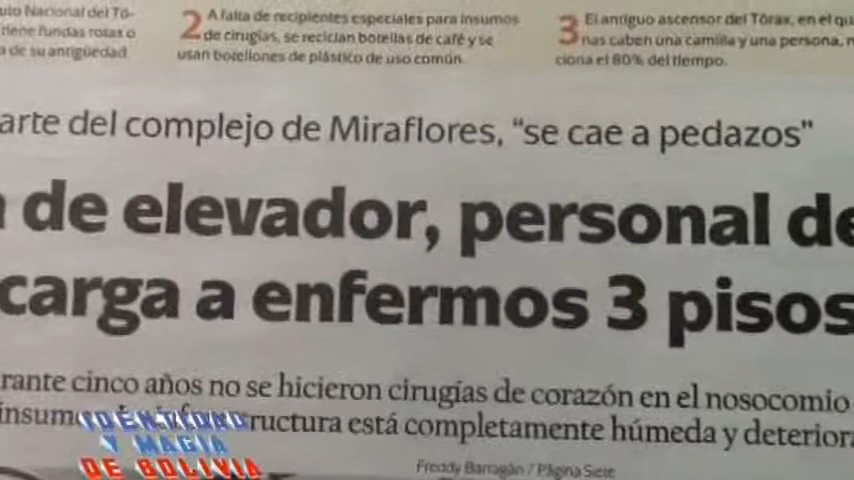 uto Nacional del Tó-
tiene fundas rotas o
a de su antigüedad.
2 A falta de recipientes especiales para insumos
de cirugías, se reciclan botellas de café y se
usan botellones de plástico de uso común.
3 El antiguo ascensor del Tórax, en el qu
nas caben una camilla y una persona,
ciona el 80% del tiempo.
arte del complejo de Miraflores, "se cae a pedazos"
de elevador, personal de
carga a enfermos 3 pisos
rante cinco años no se hicieron cirugías de corazón en el nosocomio
insum ructura está completamente húmeda y deteriora
IDENTIDAD
Y MAGIA
DE BOLIVIA
Freddy Barragán / Página Siete